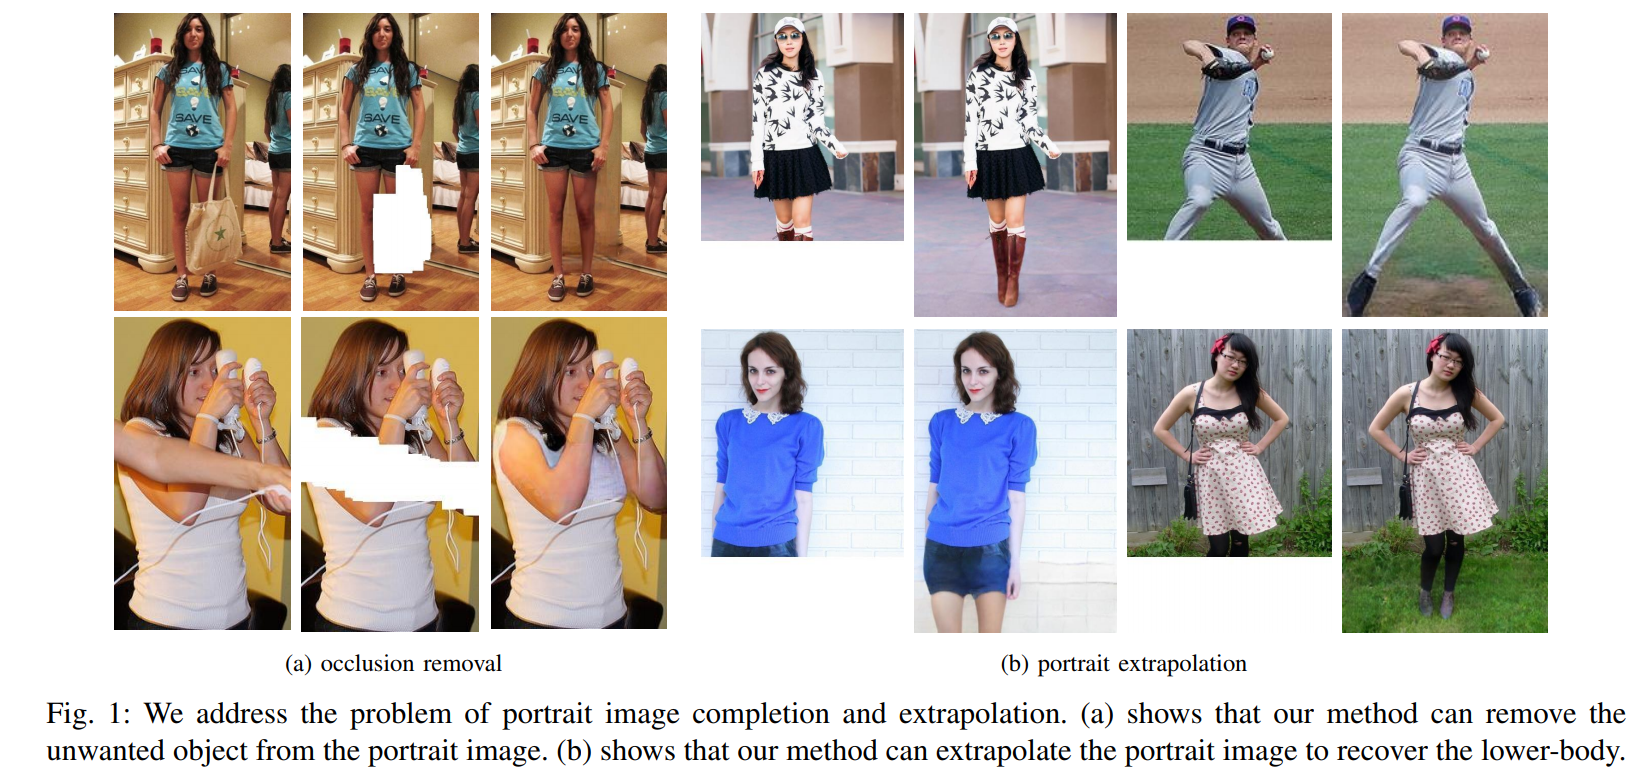 SAVE
SAVE
SAVE
(a) occlusion removal
(b) portrait extrapolation
Fig. 1: We address the problem of portrait image completion and extrapolation. (a) shows that our method can remove the
unwanted object from the portrait image. (b) shows that our method can extrapolate the portrait image to recover the lower-body.